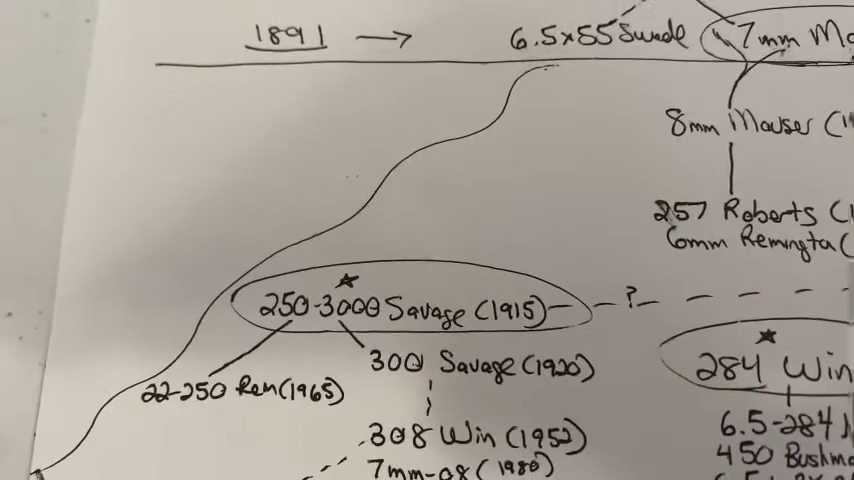 1891 → 6.5x55 Swede 7mm
8mm Mauser
257 Roberts
6mm Remington
250-3000 Savage (1915) - - ? - - - -
300 Savage (1920)
22-250 Rem (1965)
308 Win (1952)
7mm-08 (1980)
284 Win
6.5-284
450